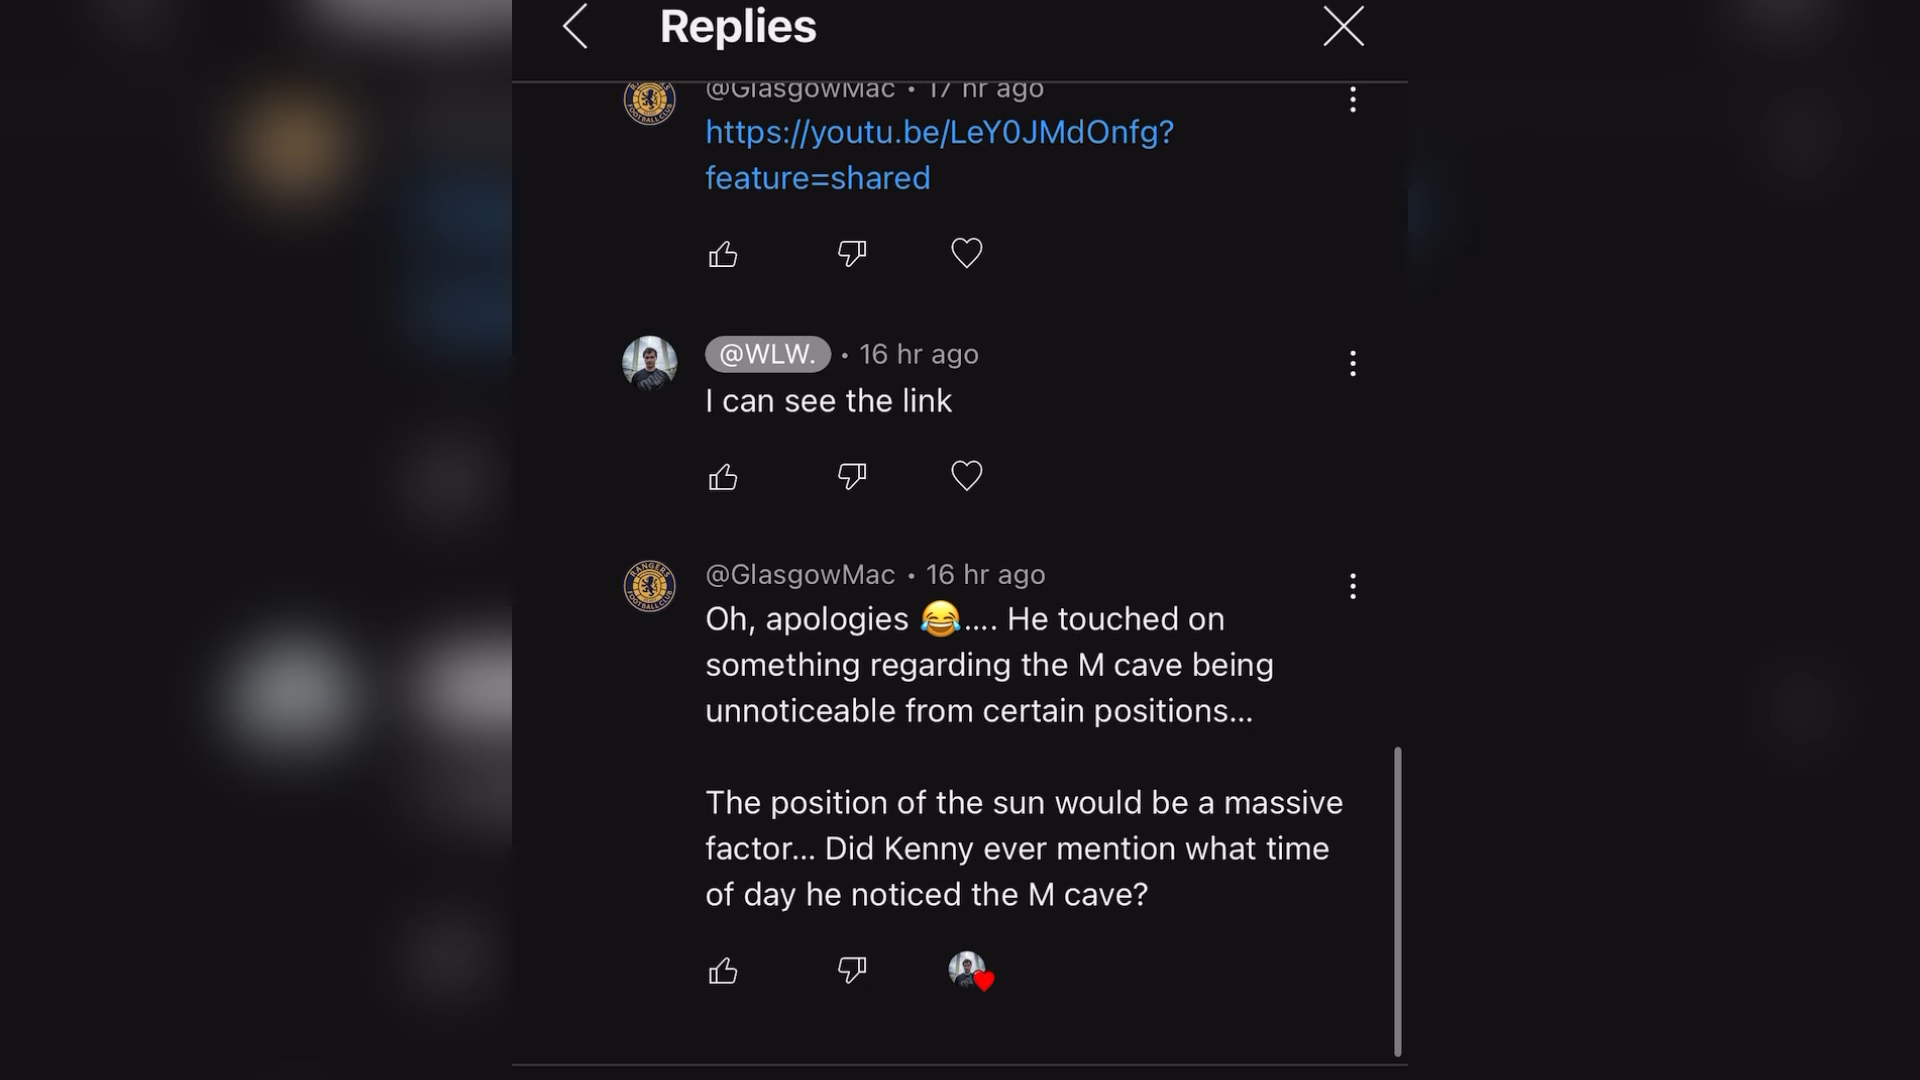 Replies
@GlasgowMac • 17 hr ago
https://youtu.be/LeY0JMdOnfg?
feature=shared
@WLW. • 16 hr ago
I can see the link
RANGERS
FOOTBALL CLUB
@GlasgowMac • 16 hr ago
Oh, apologies 😂.... He touched on
something regarding the M cave being
unnoticeable from certain positions...
The position of the sun would be a massive
factor... Did Kenny ever mention what time
of day he noticed the M cave?